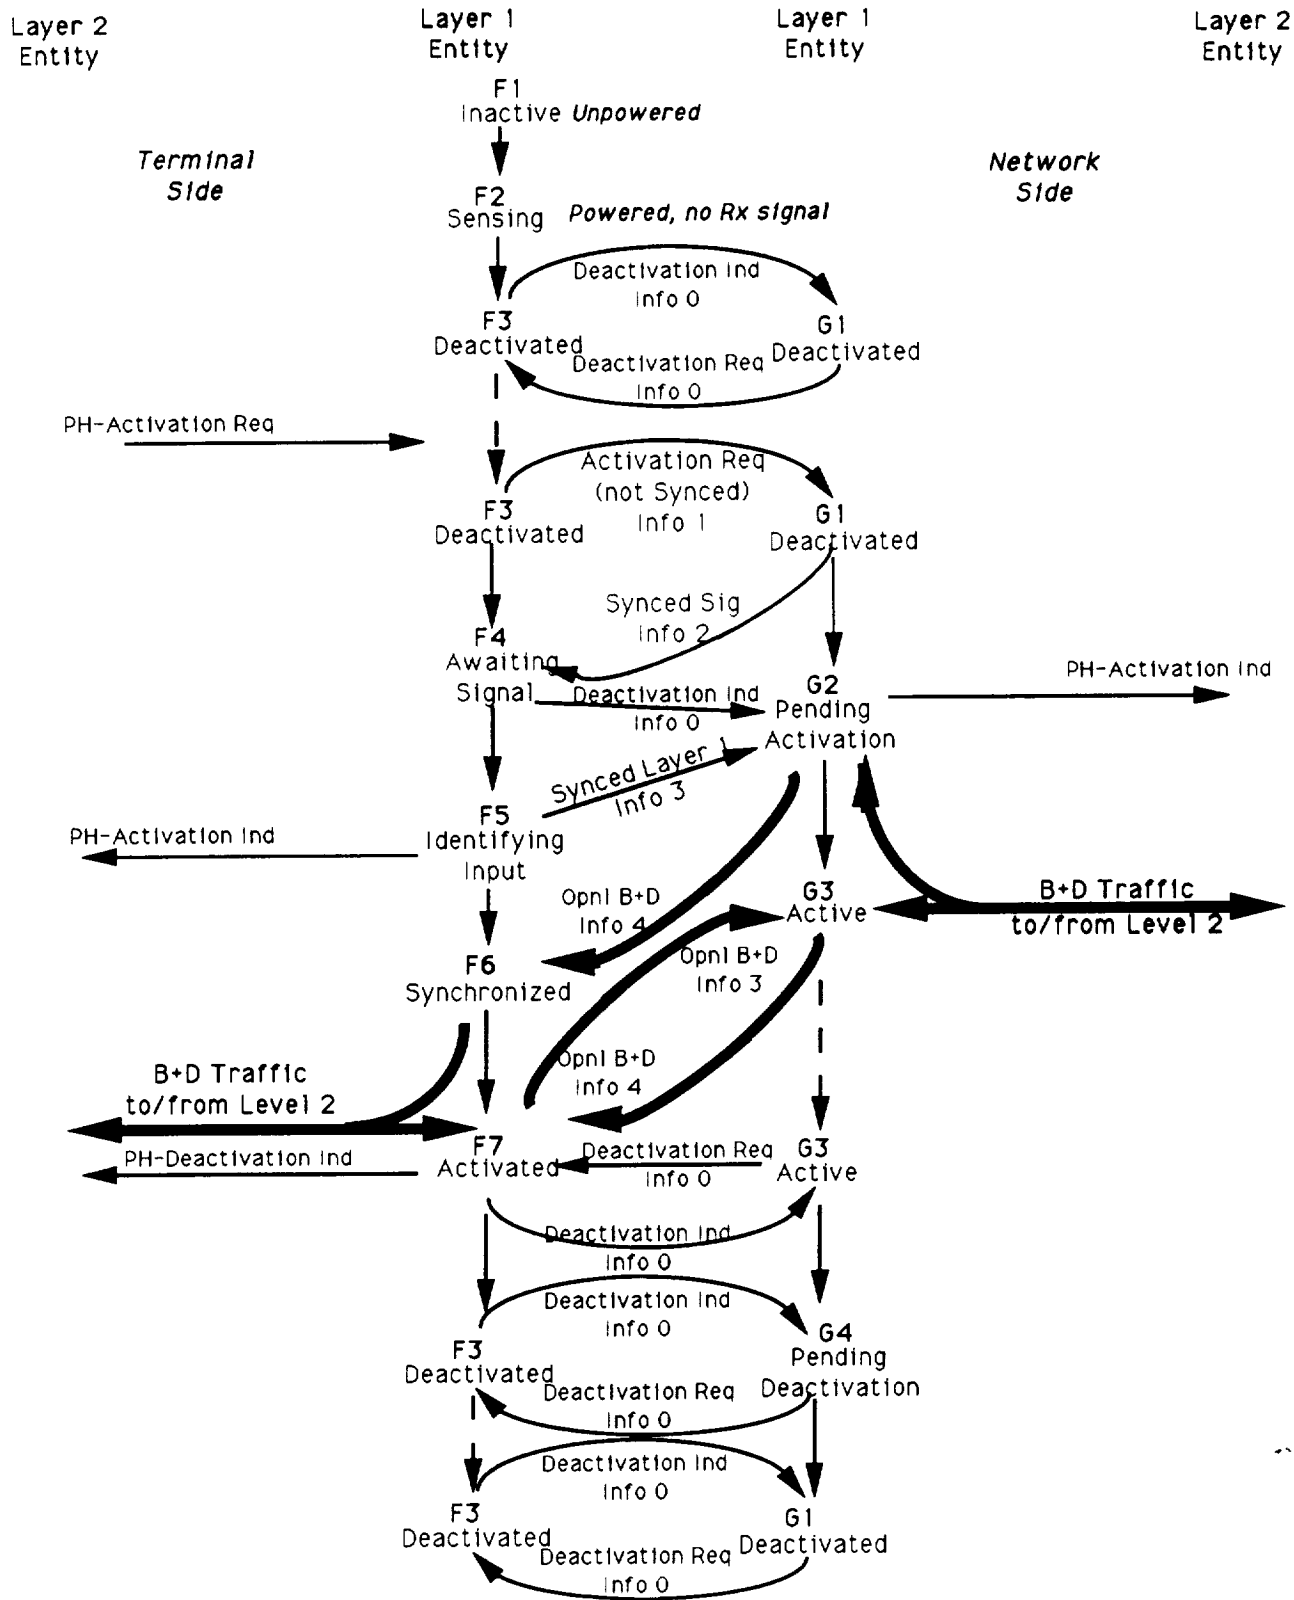 Layer 2
Entity
Layer 1
Entity
Layer 1
Entity
Layer 2
Entity
F1
Inactive Unpowered
Terminal
Side
Network
Side
F2
Sensing
Powered, no Rx signal
Deactivation Ind
Info 0
F3
Deactivated
G1
Deactivated
Deactivation Req
Info 0
PH-Activation Req
Activation Req
(not Synced)
Info 1
F3
Deactivated
G1
Deactivated
Synced Sig
Info 2
F4
Awaiting
Signal
Deactivation Ind
Info 0
G2
Pending
Activation
PH-Activation Ind
Synced Layer 1
Info 3
F5
Identifying
Input
PH-Activation Ind
Opnl B+D
Info 4
G3
Active
B+D Traffic
to/from Level 2
Opnl B+D
Info 3
F6
Synchronized
Opnl B+D
Info 4
B+D Traffic
to/from Level 2
F7
Activated
PH-Deactivation Ind
Deactivation Req
Info 0
G3
Active
Deactivation Ind
Info 0
Deactivation Ind
Info 0
F3
Deactivated
G4
Pending
Deactivation
Deactivation Req
Info 0
Deactivation Ind
Info 0
F3
Deactivated
G1
Deactivated
Deactivation Req
Info 0